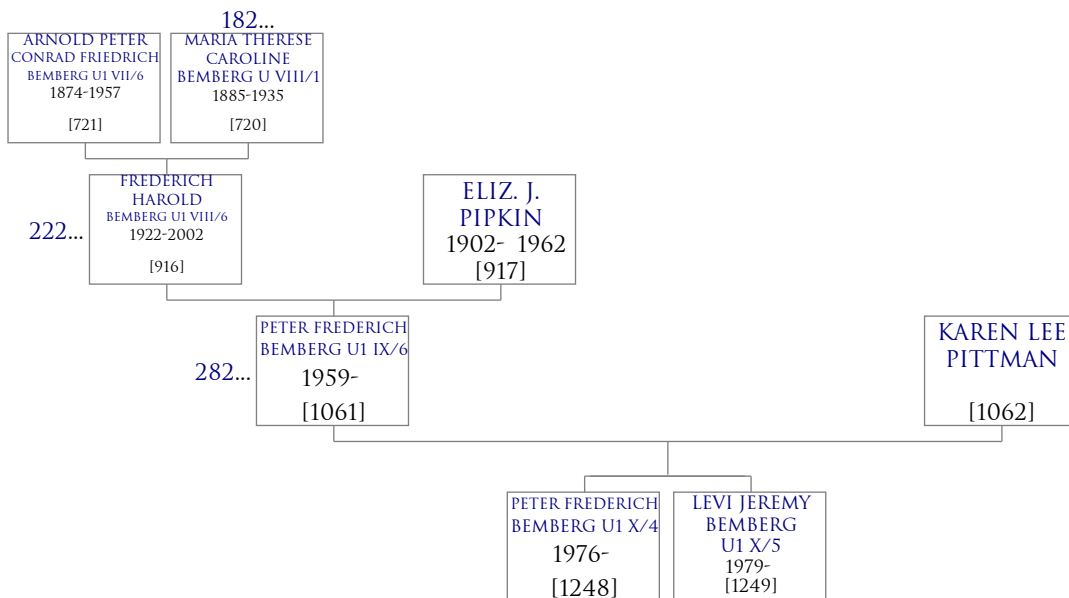 182...
ARNOLD PETER
CONRAD FRIEDRICH
BEMBERG U1 VII/6
1874-1957
[721]
MARIA THERESE
CAROLINE
BEMBERG U VIII/1
1885-1935
[720]
222...
FREDERICH
HAROLD
BEMBERG U1 VIII/6
1922-2002
[916]
ELIZ. J.
PIPKIN
1902- 1962
[917]
282...
PETER FREDERICH
BEMBERG U1 IX/6
1959-
[1061]
KAREN LEE
PITTMAN
[1062]
PETER FREDERICH
BEMBERG U1 X/4
1976-
[1248]
LEVI JEREMY
BEMBERG
U1 X/5
1979-
[1249]